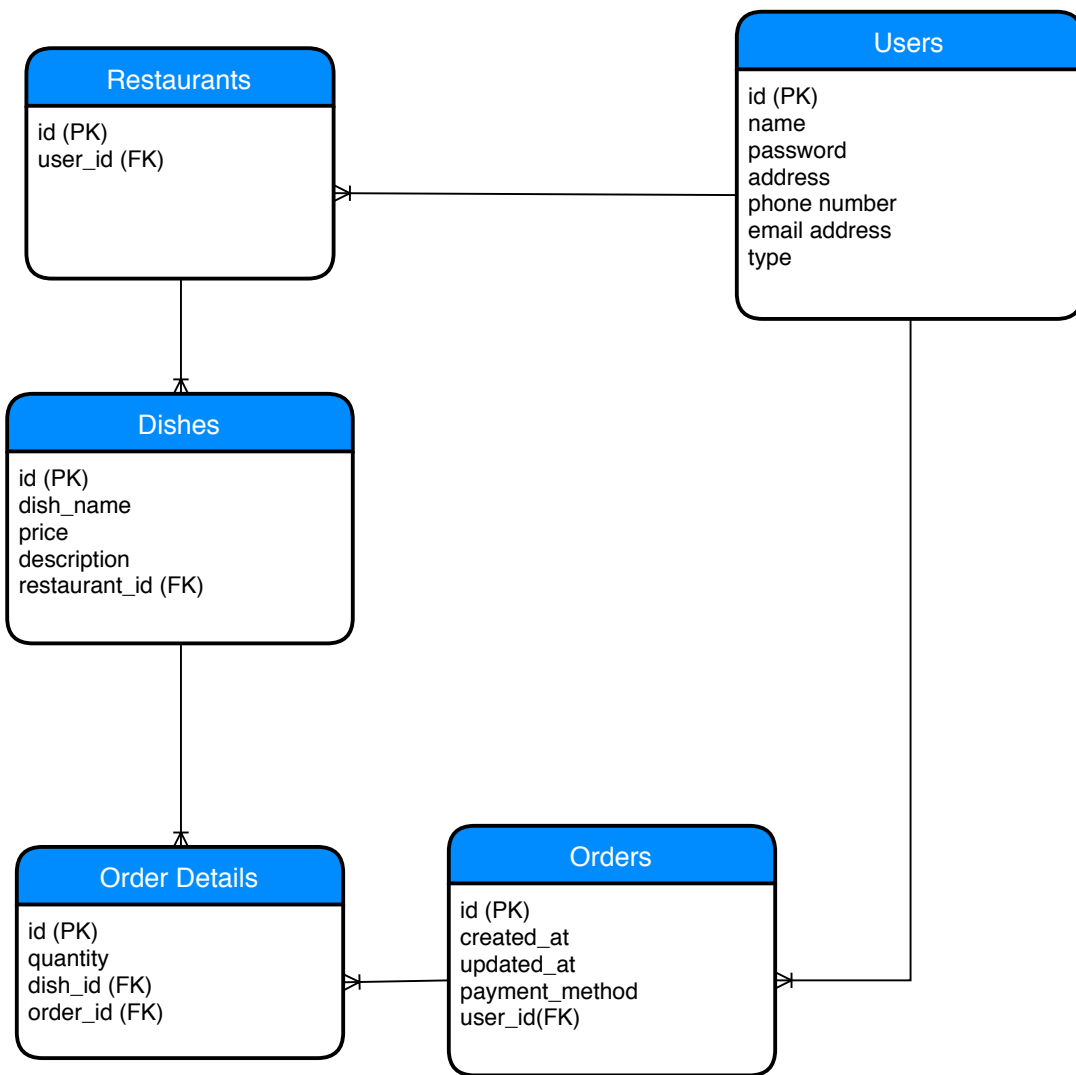 Restaurants
id (PK)
user_id (FK)
Users
id (PK)
name
password
address
phone number
email address
type
Dishes
id (PK)
dish_name
price
description
restaurant_id (FK)
Order Details
id (PK)
quantity
dish_id (FK)
order_id (FK)
Orders
id (PK)
created_at
updated_at
payment_method
user_id(FK)